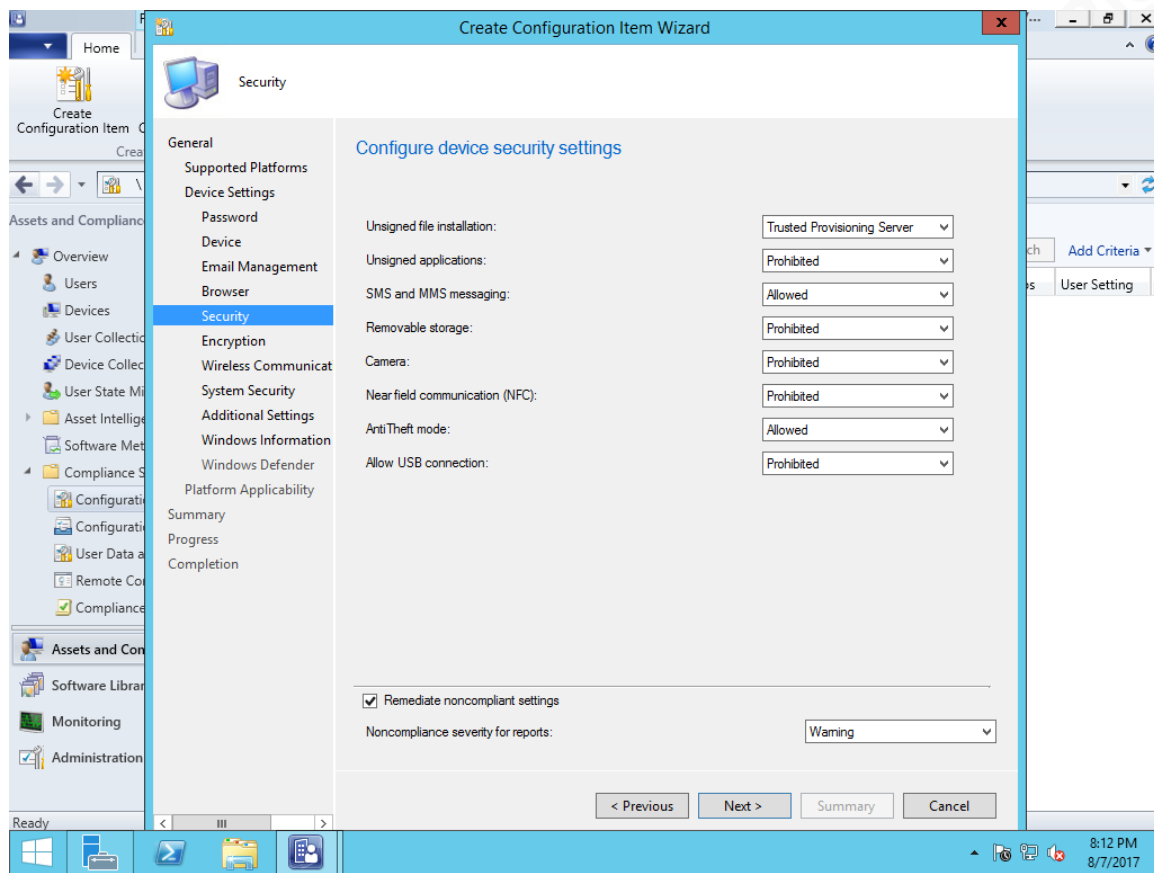 Create Configuration Item Wizard
Home
Security
Create
Configuration Item
Crea
General
Supported Platforms
Device Settings
Password
Device
Email Management
Browser
Security
Encryption
Wireless Communicat
System Security
Additional Settings
Windows Information
Windows Defender
Platform Applicability
Summary
Progress
Completion
Configure device security settings
Unsigned file installation: Trusted Provisioning Server
Unsigned applications: Prohibited
SMS and MMS messaging: Allowed
Removable storage: Prohibited
Camera: Prohibited
Near field communication (NFC): Prohibited
AntiTheft mode: Allowed
Allow USB connection: Prohibited
Remediate noncompliant settings
Noncompliance severity for reports: Warning
< Previous Next > Summary Cancel
Assets and Complianc
Overview
Users
Devices
User Collectio
Device Collec
User State Mi
Asset Intellige
Software Met
Compliance S
Configurati
Configurati
User Data a
Remote Co
Compliance
Assets and Com
Software Librar
Monitoring
Administration
Ready
ch Add Criteria
os User Setting
8:12 PM
8/7/2017